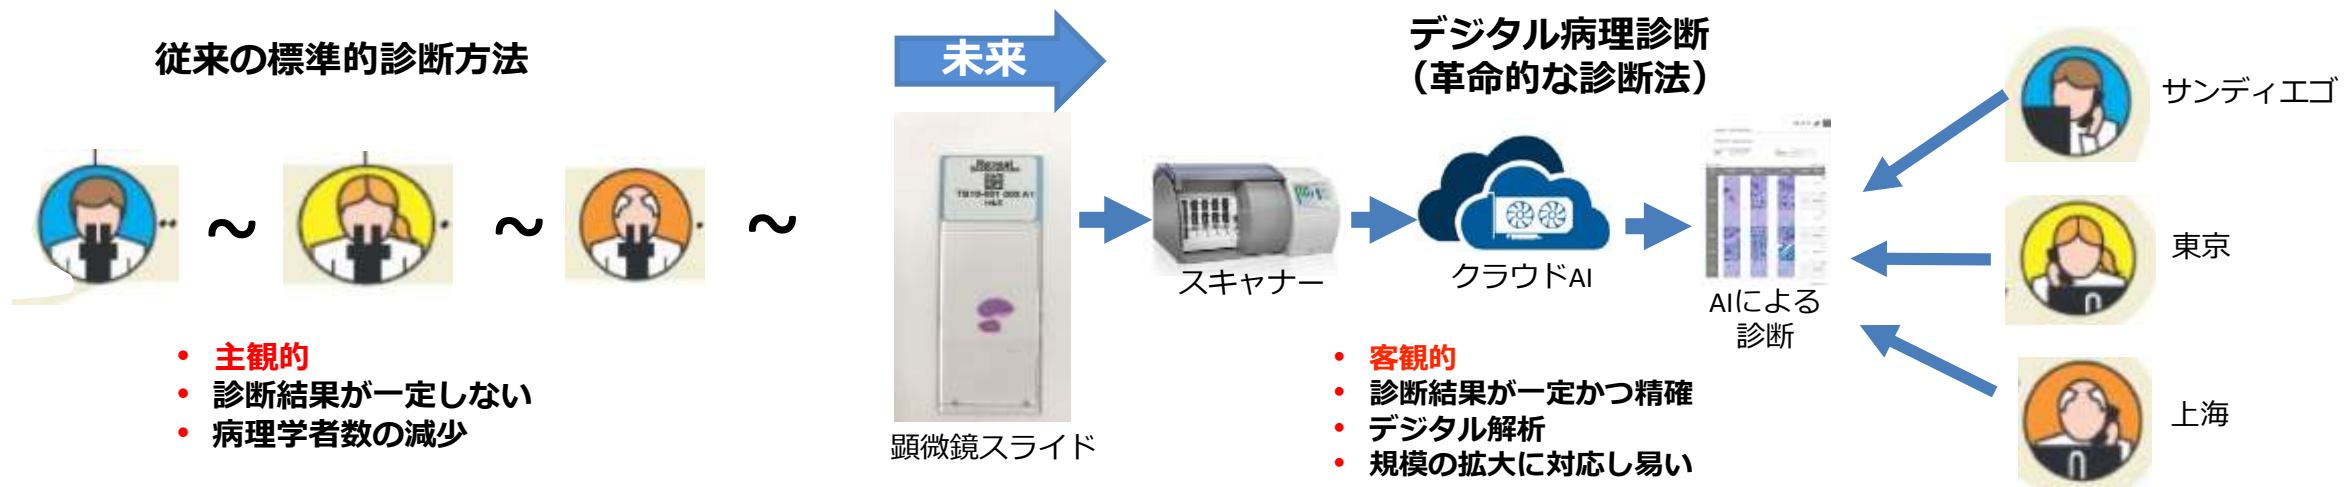 従来の標準的診断方法
• 主観的
• 診断結果が一定しない
• 病理学者数の減少
未来
デジタル病理診断
（革命的な診断法）
顕微鏡スライド
スキャナー
クラウドAI
AIによる
診断
• 客観的
• 診断結果が一定かつ精確
• デジタル解析
• 規模の拡大に対応し易い
サンディエゴ
東京
上海